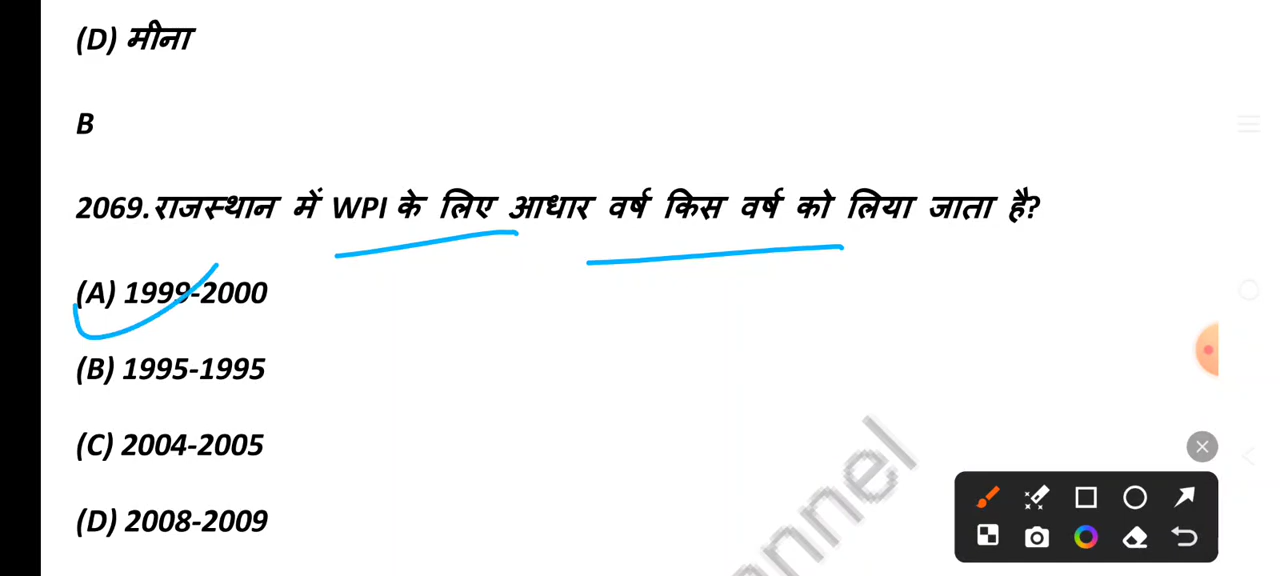 (D) मीना
B
2069.राजस्थान में WPI के लिए आधार वर्ष किस वर्ष को लिया जाता है?
(A) 1999-2000
(B) 1995-1995
(C) 2004-2005
(D) 2008-2009